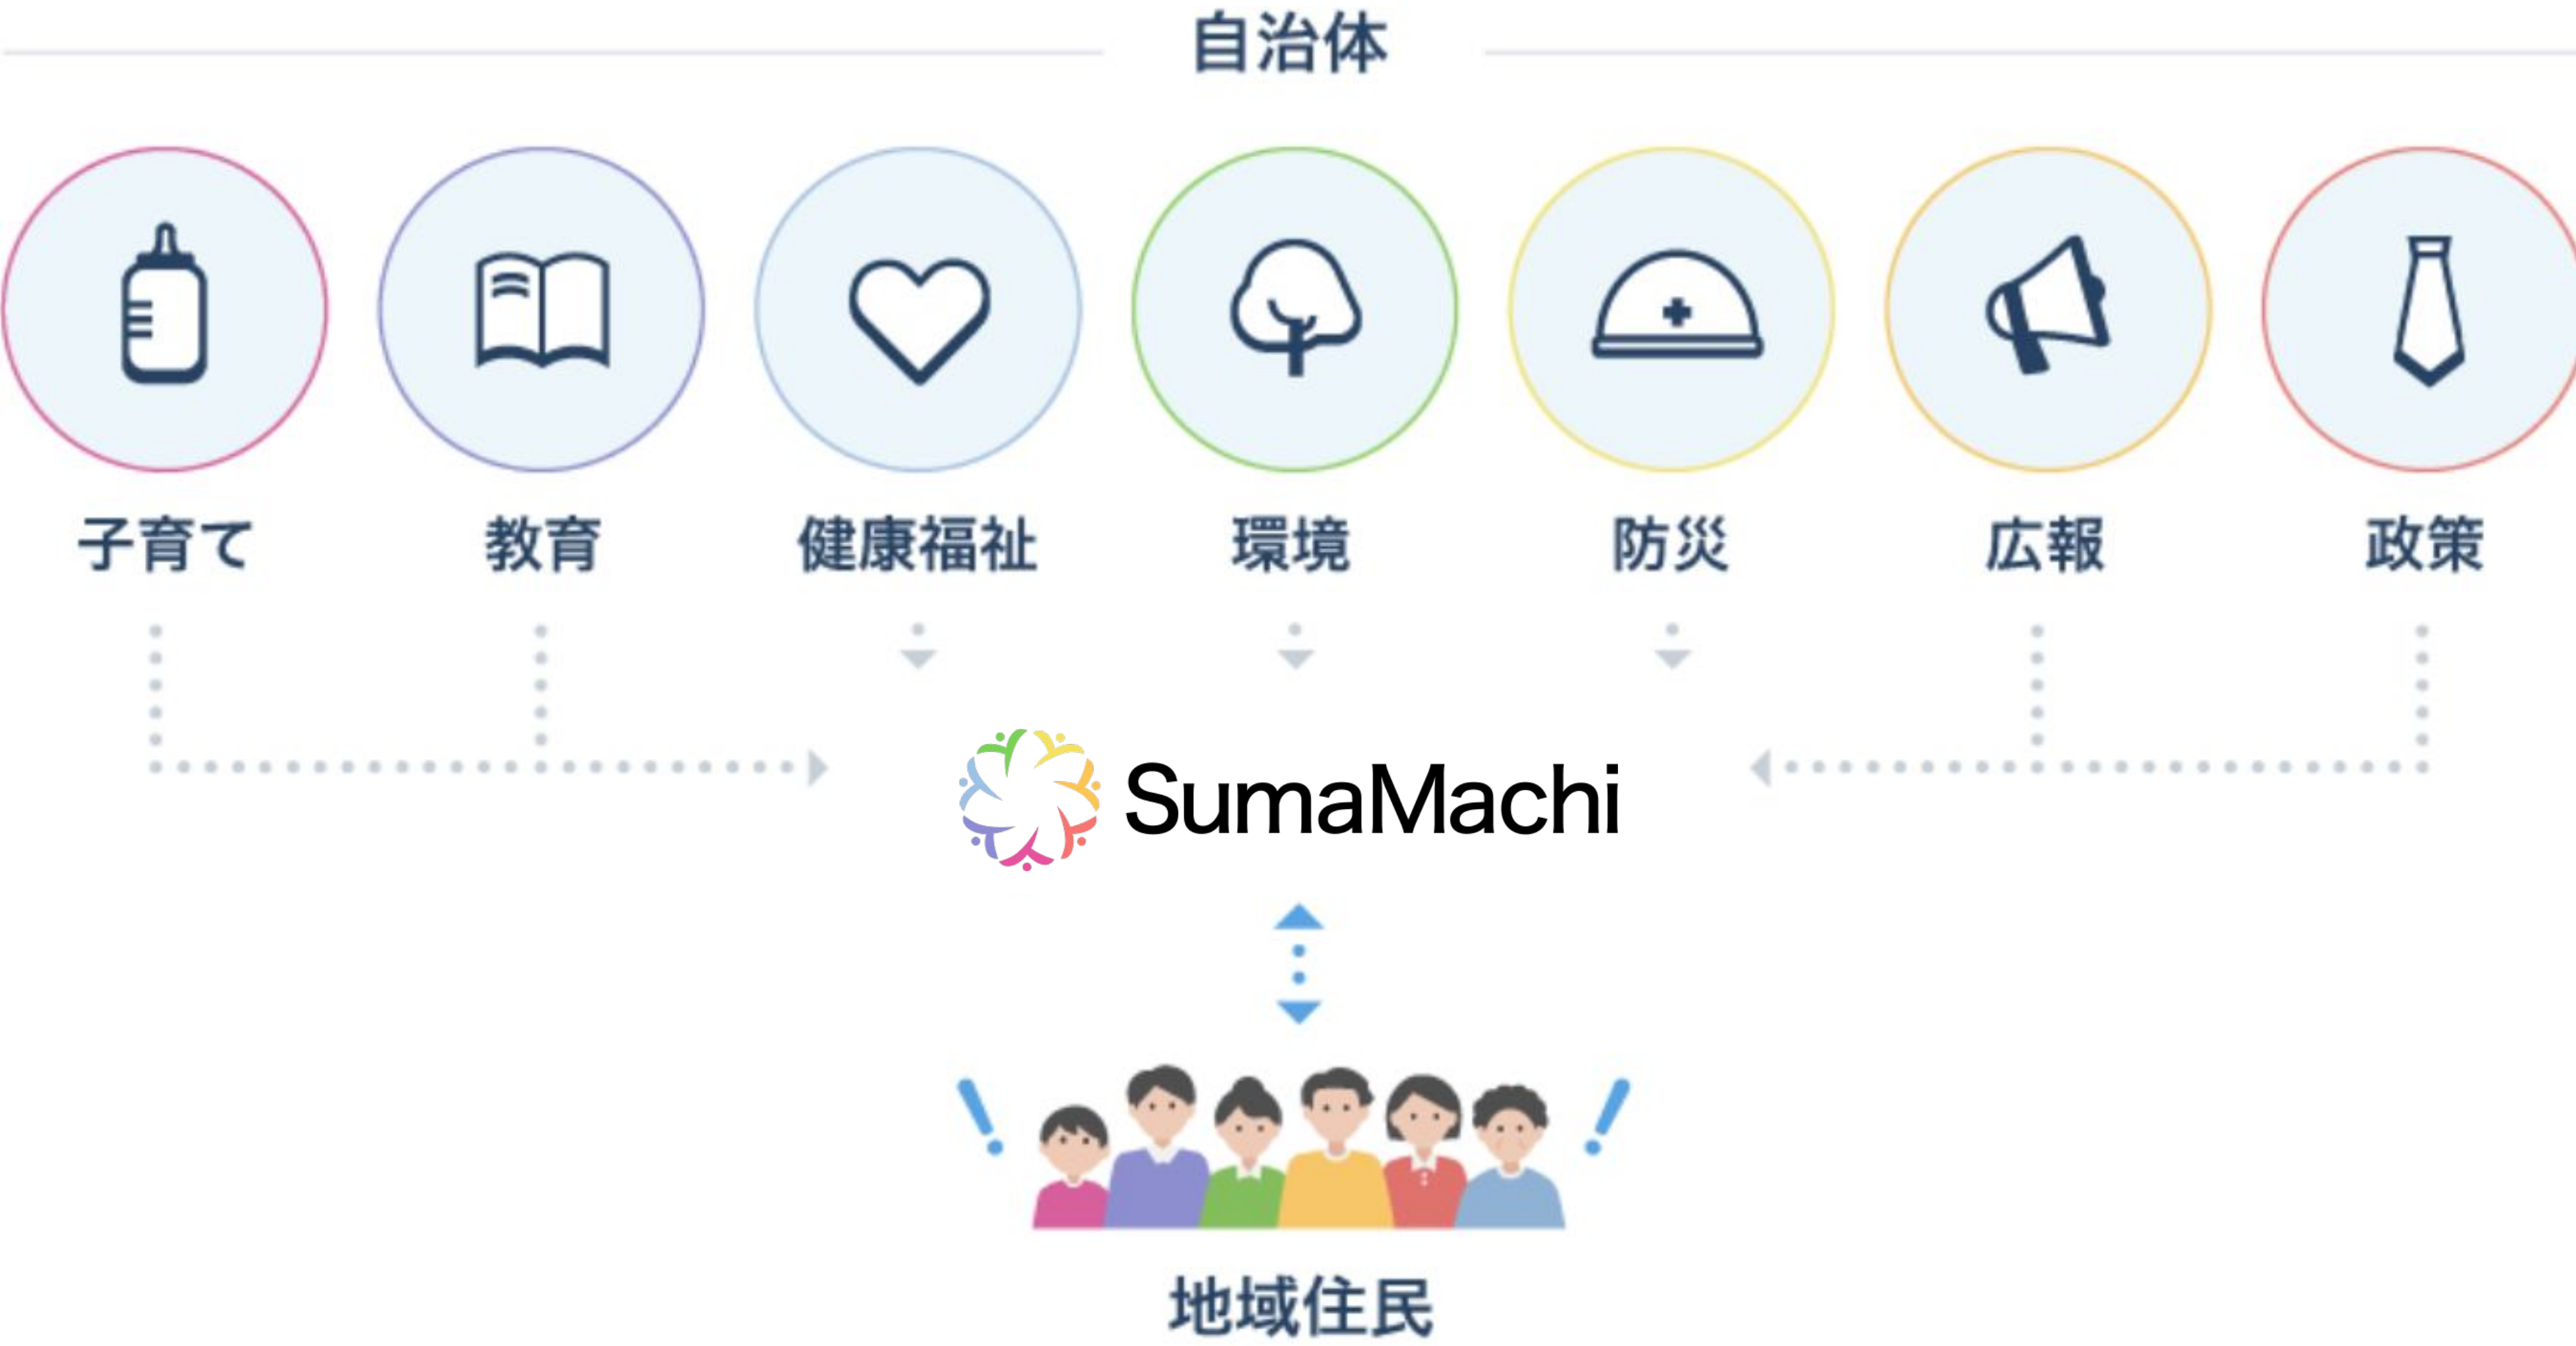 自治体
子育て
教育
健康福祉
環境
防災
広報
政策
SumaMachi
地域住民